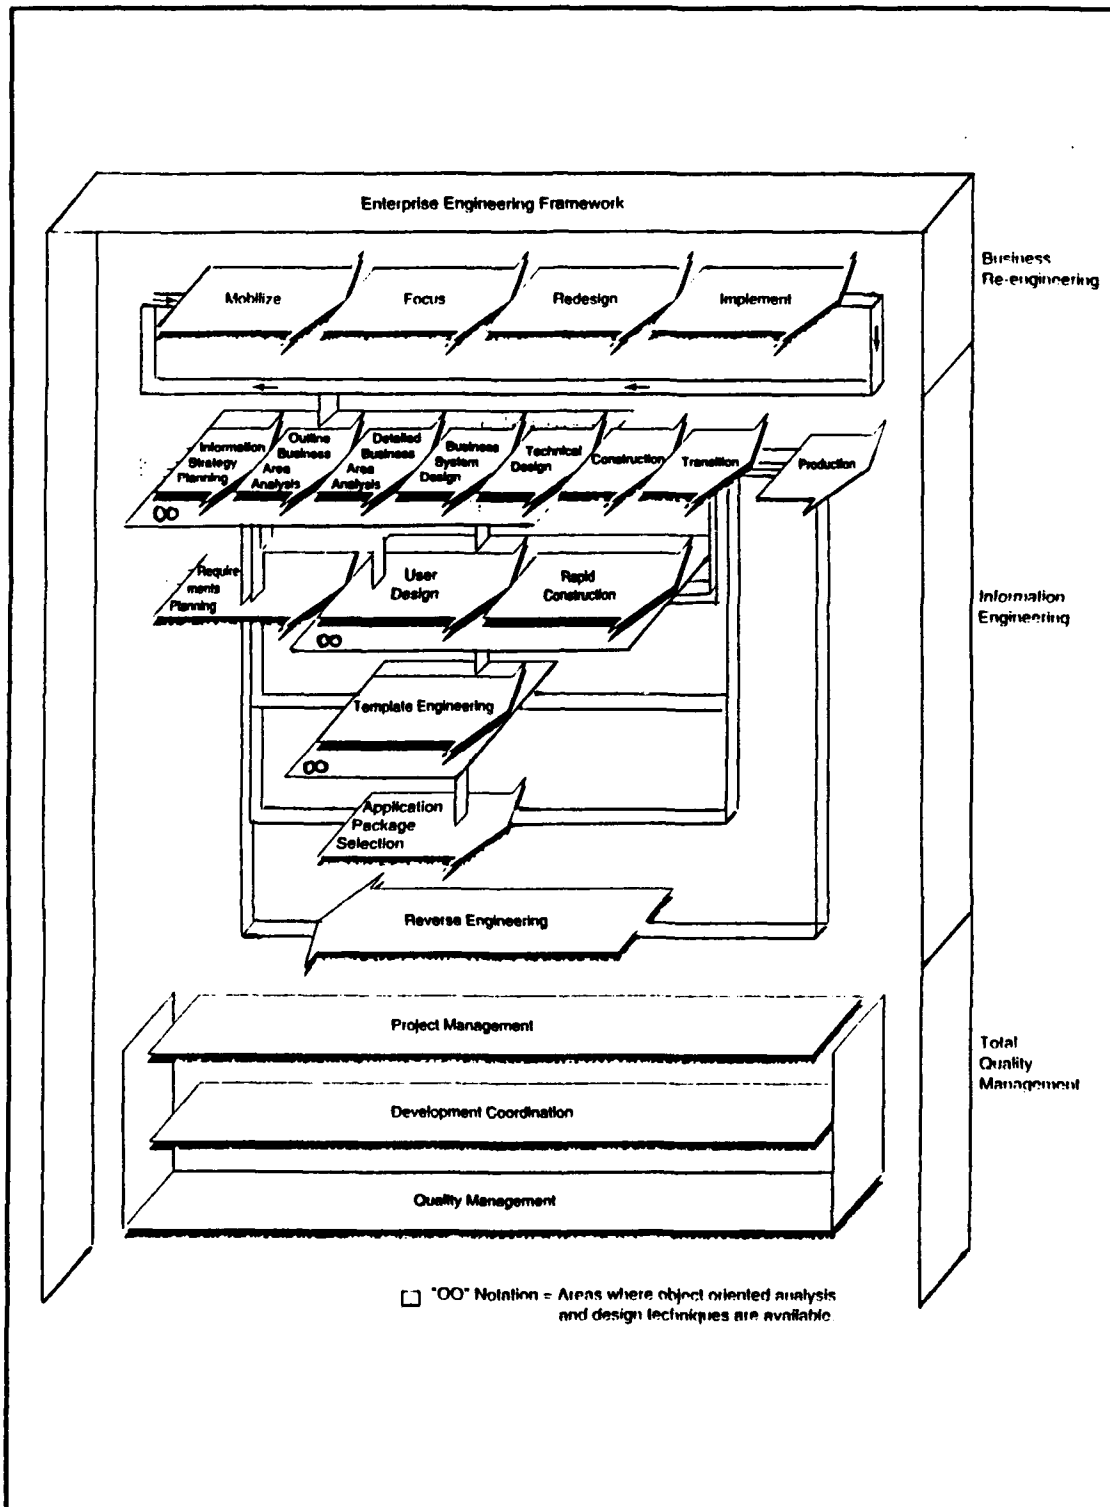 Enterprise Engineering Framework
Business
Re-engineering
Mobilize
Focus
Redesign
Implement
Information
Strategy
Planning
Outline
Business
Area
Analysis
Detailed
Business
Area
Analysis
Business
System
Design
Technical
Design
Construction
Transition
Production
OO
Require-
ments
Planning
User
Design
Rapid
Construction
Information
Engineering
OO
Template Engineering
OO
Application
Package
Selection
Reverse Engineering
Project Management
Total
Quality
Management
Development Coordination
Quality Management
"OO" Notation = Areas where object oriented analysis
and design techniques are available.